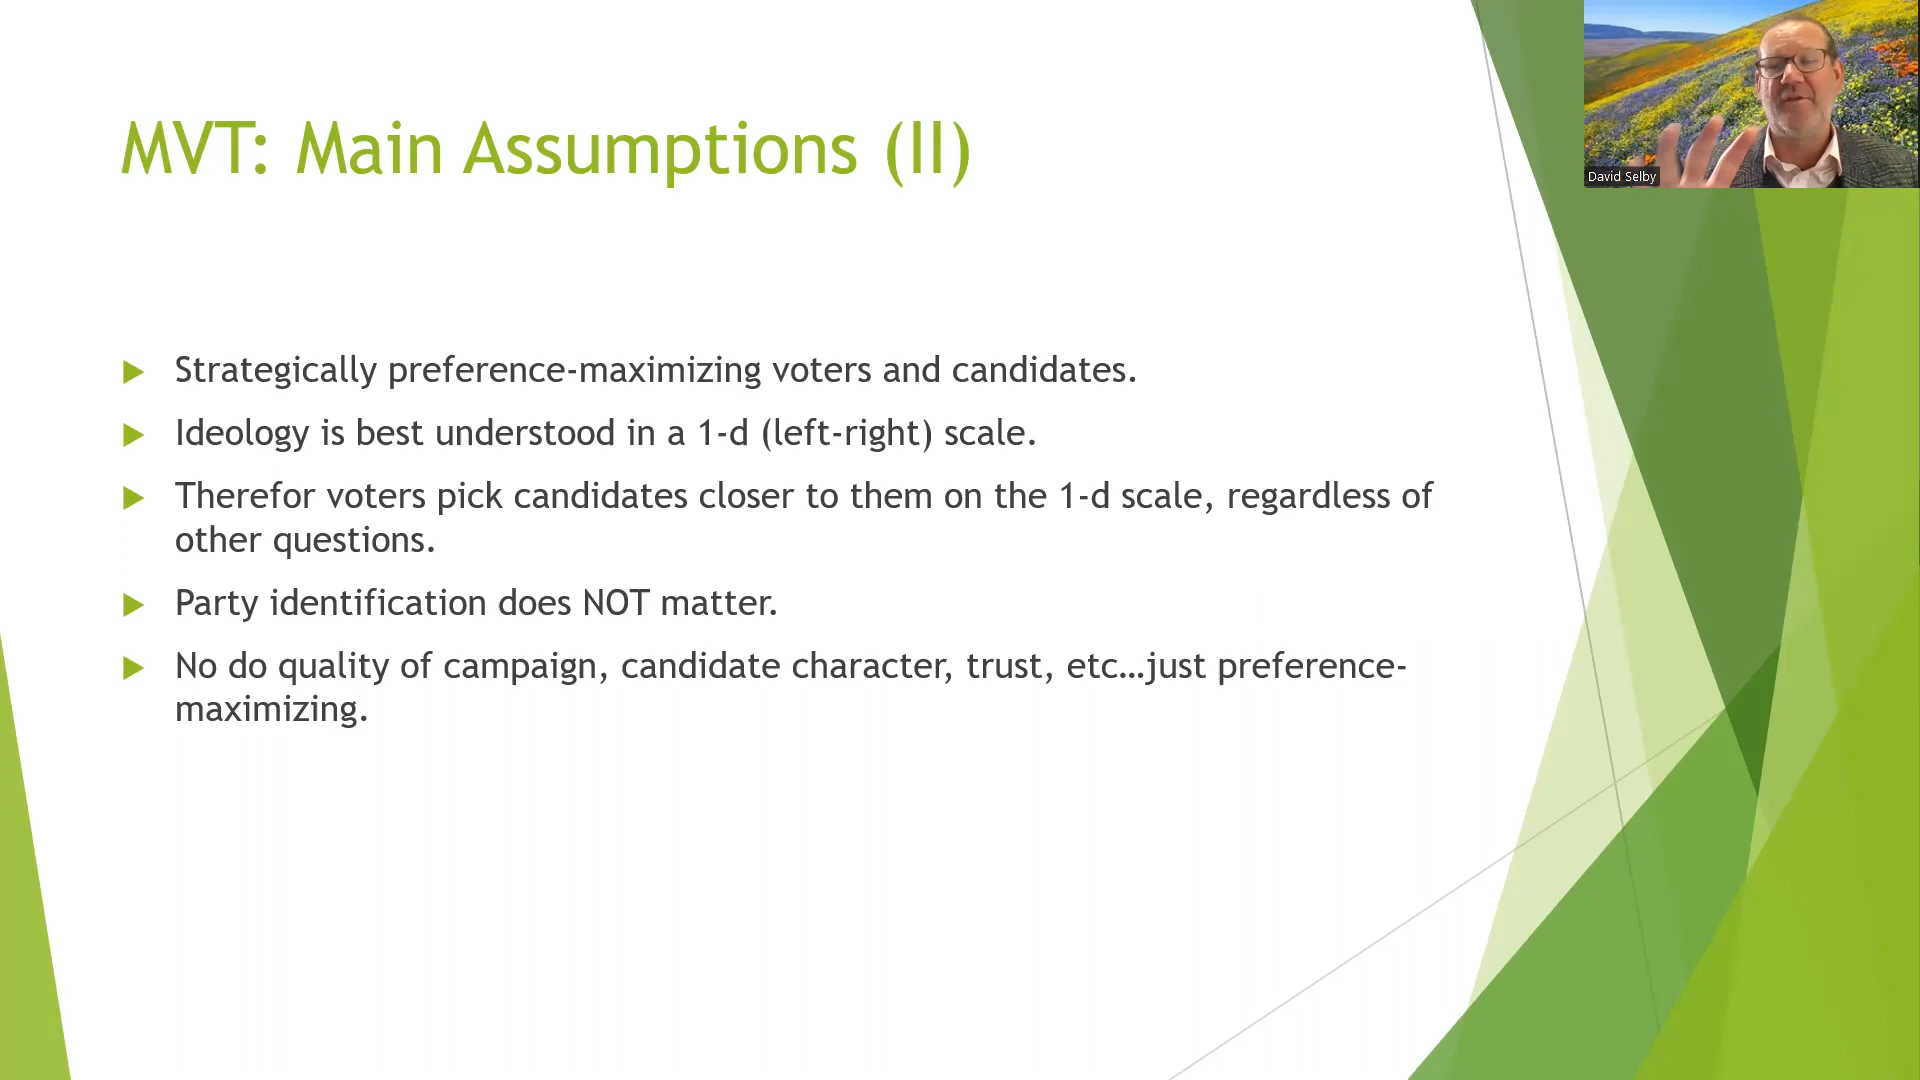 MVT: Main Assumptions (II)
Strategically preference-maximizing voters and candidates.
Ideology is best understood in a 1-d (left-right) scale.
Therefor voters pick candidates closer to them on the 1-d scale, regardless of
other questions.
Party identification does NOT matter.
No do quality of campaign, candidate character, trust, etc…just preference-
maximizing.
David Selby